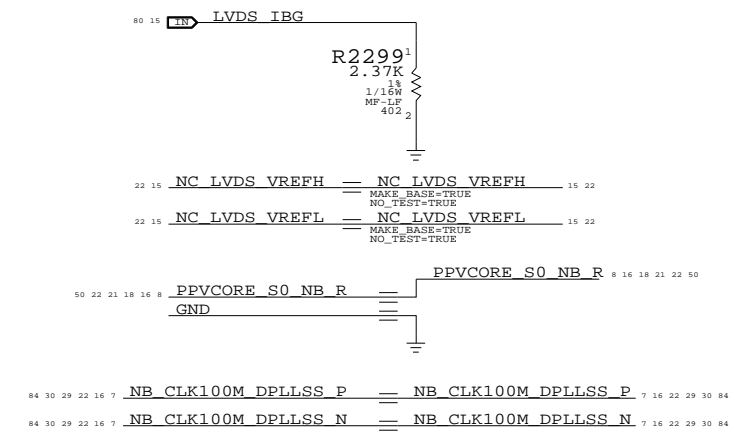 80 15 IN LVDS_IBG
R2299 1
2.37K
1%
1/16W
MF-LF
402 2
22 15 NC_LVDS_VREFH NC_LVDS_VREFH 15 22
MAKE_BASE=TRUE
NO_TEST=TRUE
22 15 NC_LVDS_VREFL NC_LVDS_VREFL 15 22
MAKE_BASE=TRUE
NO_TEST=TRUE
PPVCORE_S0_NB_R 8 16 18 21 22 50
50 22 21 18 16 8 PPVCORE_S0_NB_R
GND
84 30 29 22 16 7 NB_CLK100M_DPLLSS_P NB_CLK100M_DPLLSS_P 7 16 22 29 30 84
84 30 29 22 16 7 NB_CLK100M_DPLLSS_N NB_CLK100M_DPLLSS_N 7 16 22 29 30 84